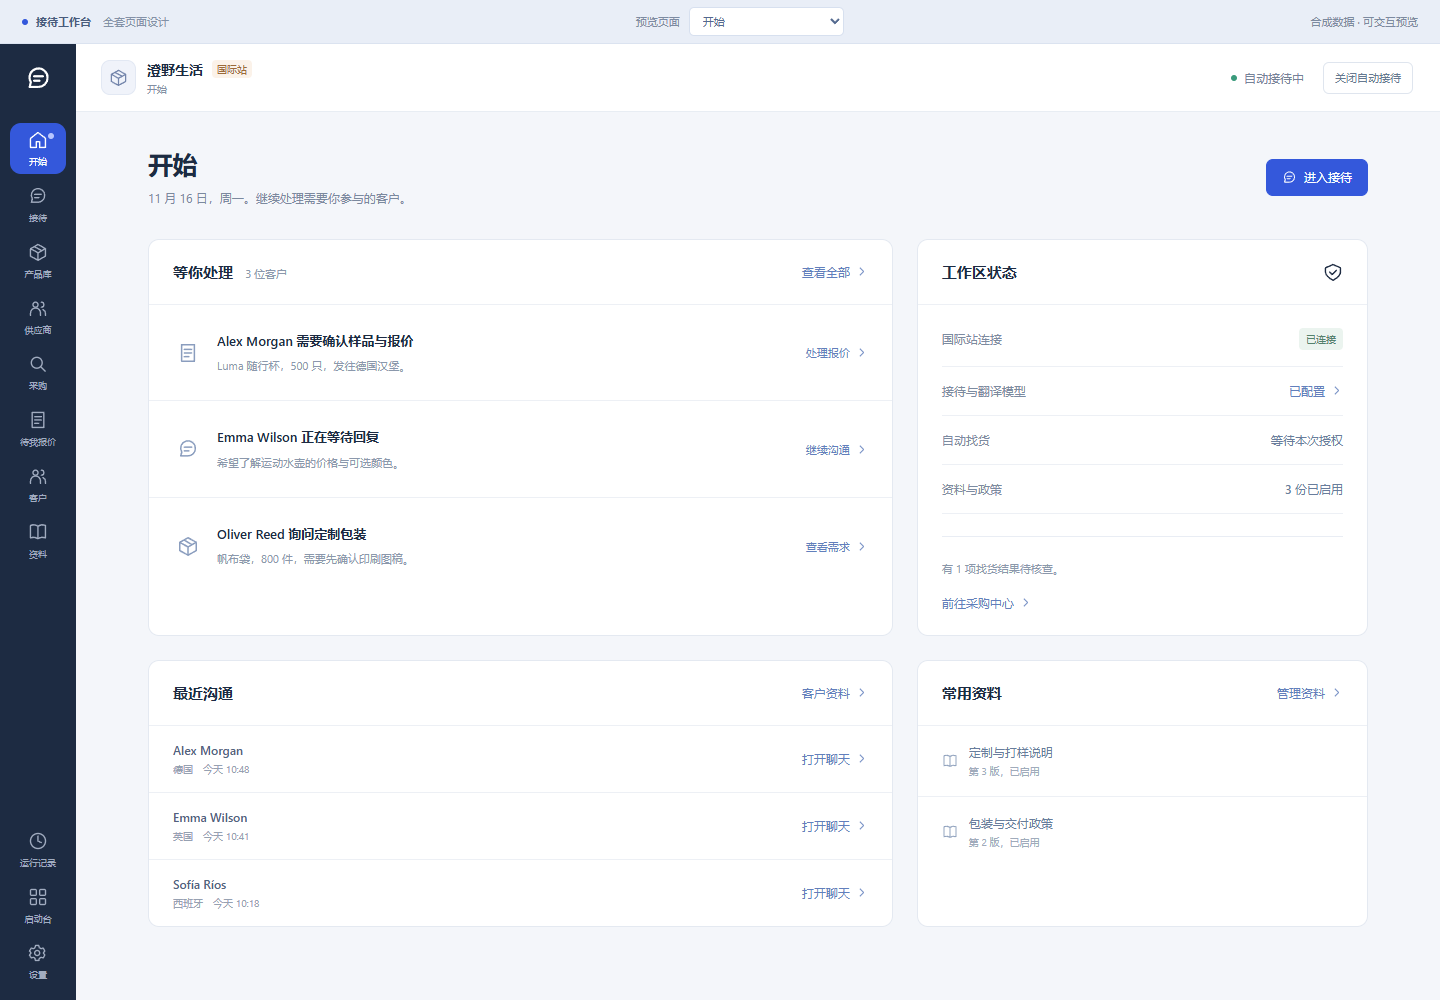 接待工作台 全套页面设计 预览页面 开始 合成数据 · 可交互预览
澄野生活 国际站
开始
自动接待中 关闭自动接待
开始
接待
产品库
供应商
采购
待我报价
客户
资料
运行记录
启动台
设置
开始
11 月 16 日，周一。继续处理需要你参与的客户。
进入接待
等你处理 3 位客户 查看全部
Alex Morgan 需要确认样品与报价
Luma 随行杯，500 只，发往德国汉堡。
处理报价
Emma Wilson 正在等待回复
希望了解运动水壶的价格与可选颜色。
继续沟通
Oliver Reed 询问定制包装
帆布袋，800 件，需要先确认印刷图稿。
查看需求
工作区状态
国际站连接 已连接
接待与翻译模型 已配置
自动找货 等待本次授权
资料与政策 3 份已启用
有 1 项找货结果待核查。
前往采购中心
最近沟通 客户资料
Alex Morgan
德国 今天 10:48
打开聊天
Emma Wilson
英国 今天 10:41
打开聊天
Sofía Ríos
西班牙 今天 10:18
打开聊天
常用资料 管理资料
定制与打样说明
第 3 版，已启用
包装与交付政策
第 2 版，已启用